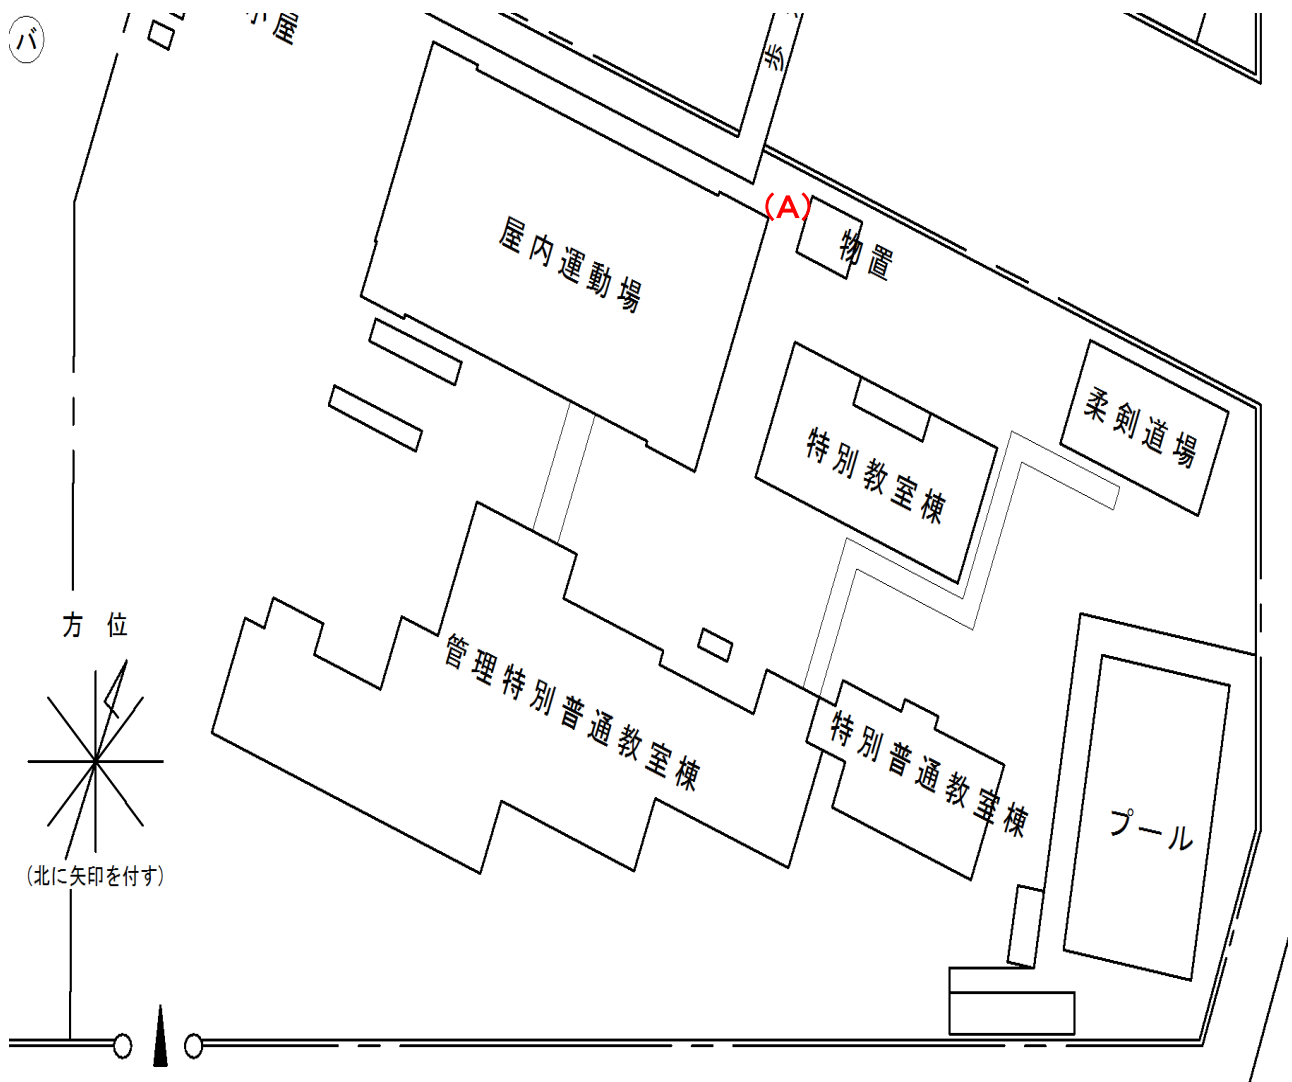 バ
小屋
歩
(A)
物置
屋内運動場
柔剣道場
特別教室棟
方位
管理特別普通教室棟
特別普通教室棟
プール
(北に矢印を付す)